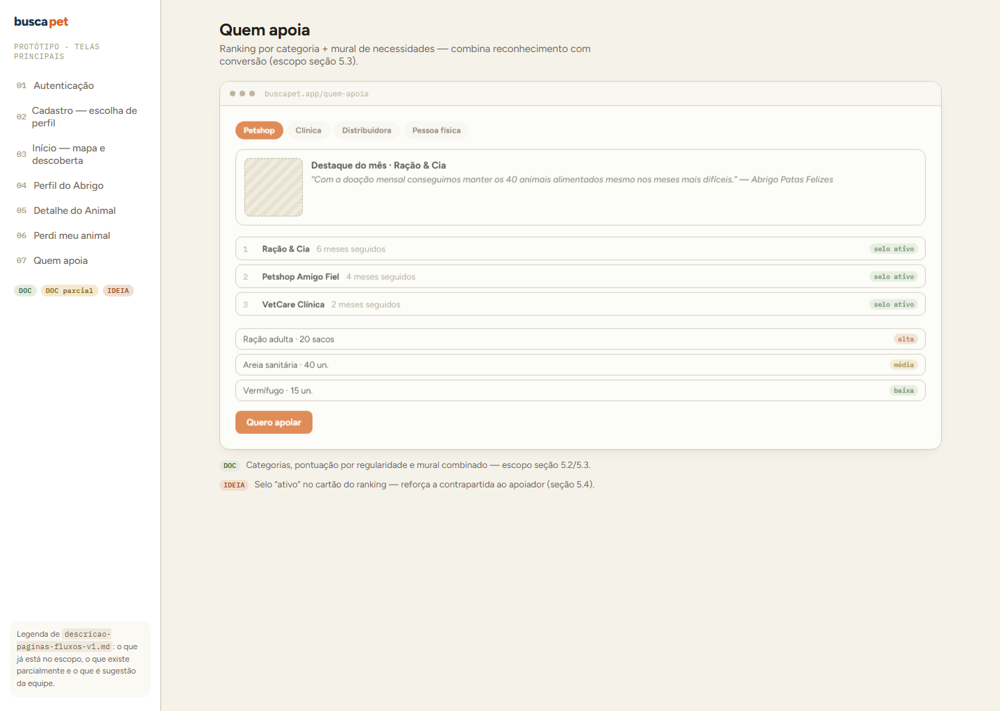 buscapet
PROTÓTIPO · TELAS
PRINCIPAIS
01 Autenticação
02 Cadastro — escolha de
perfil
03 Início — mapa e
descoberta
04 Perfil do Abrigo
05 Detalhe do Animal
06 Perdi meu animal
07 Quem apoia
DOC DOC parcial IDEIA
Legenda de descricao-
paginas-fluxos-v1.md: o que
já está no escopo, o que existe
parcialmente e o que é sugestão
da equipe.
Quem apoia
Ranking por categoria + mural de necessidades — combina reconhecimento com
conversão (escopo seção 5.3).
buscapet.app/quem-apoia
Petshop Clínica Distribuidora Pessoa física
Destaque do mês · Ração & Cia
"Com a doação mensal conseguimos manter os 40 animais alimentados mesmo nos meses mais difíceis." — Abrigo Patas Felizes
1 Ração & Cia 6 meses seguidos selo ativo
2 Petshop Amigo Fiel 4 meses seguidos selo ativo
3 VetCare Clínica 2 meses seguidos selo ativo
Ração adulta · 20 sacos alta
Areia sanitária · 40 un. média
Vermífugo · 15 un. baixa
Quero apoiar
DOC Categorias, pontuação por regularidade e mural combinado — escopo seção 5.2/5.3.
IDEIA Selo "ativo" no cartão do ranking — reforça a contrapartida ao apoiador (seção 5.4).